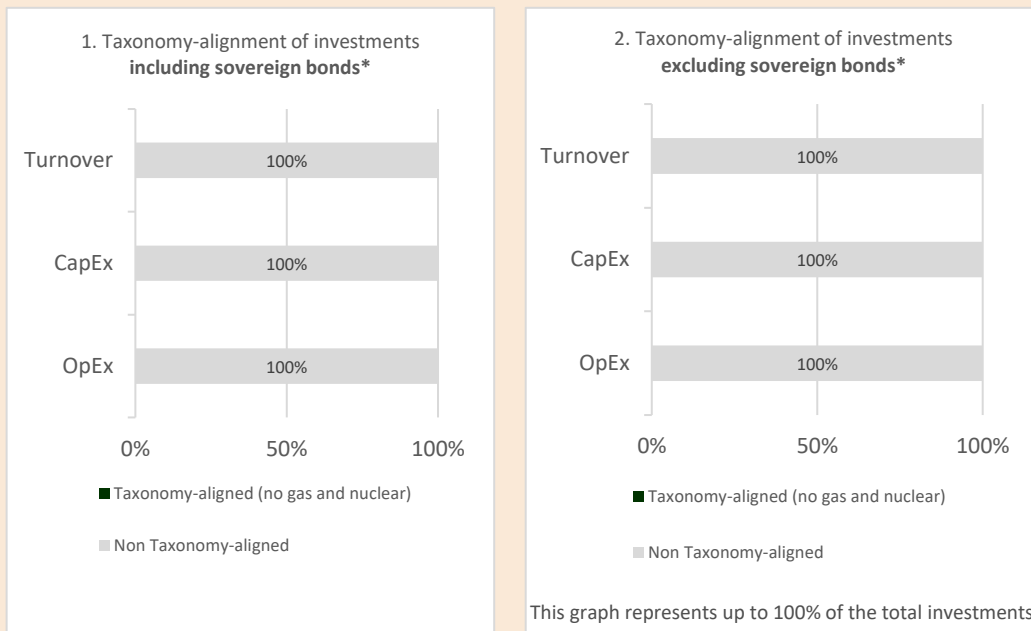 1. Taxonomy-alignment of investments
including sovereign bonds*
Turnover
100%
CapEx
100%
OpEx
100%
0%
50%
100%
Taxonomy-aligned (no gas and nuclear)
Non Taxonomy-aligned
2. Taxonomy-alignment of investments
excluding sovereign bonds*
Turnover
100%
CapEx
100%
OpEx
100%
0%
50%
100%
Taxonomy-aligned (no gas and nuclear)
Non Taxonomy-aligned
This graph represents up to 100% of the total investments